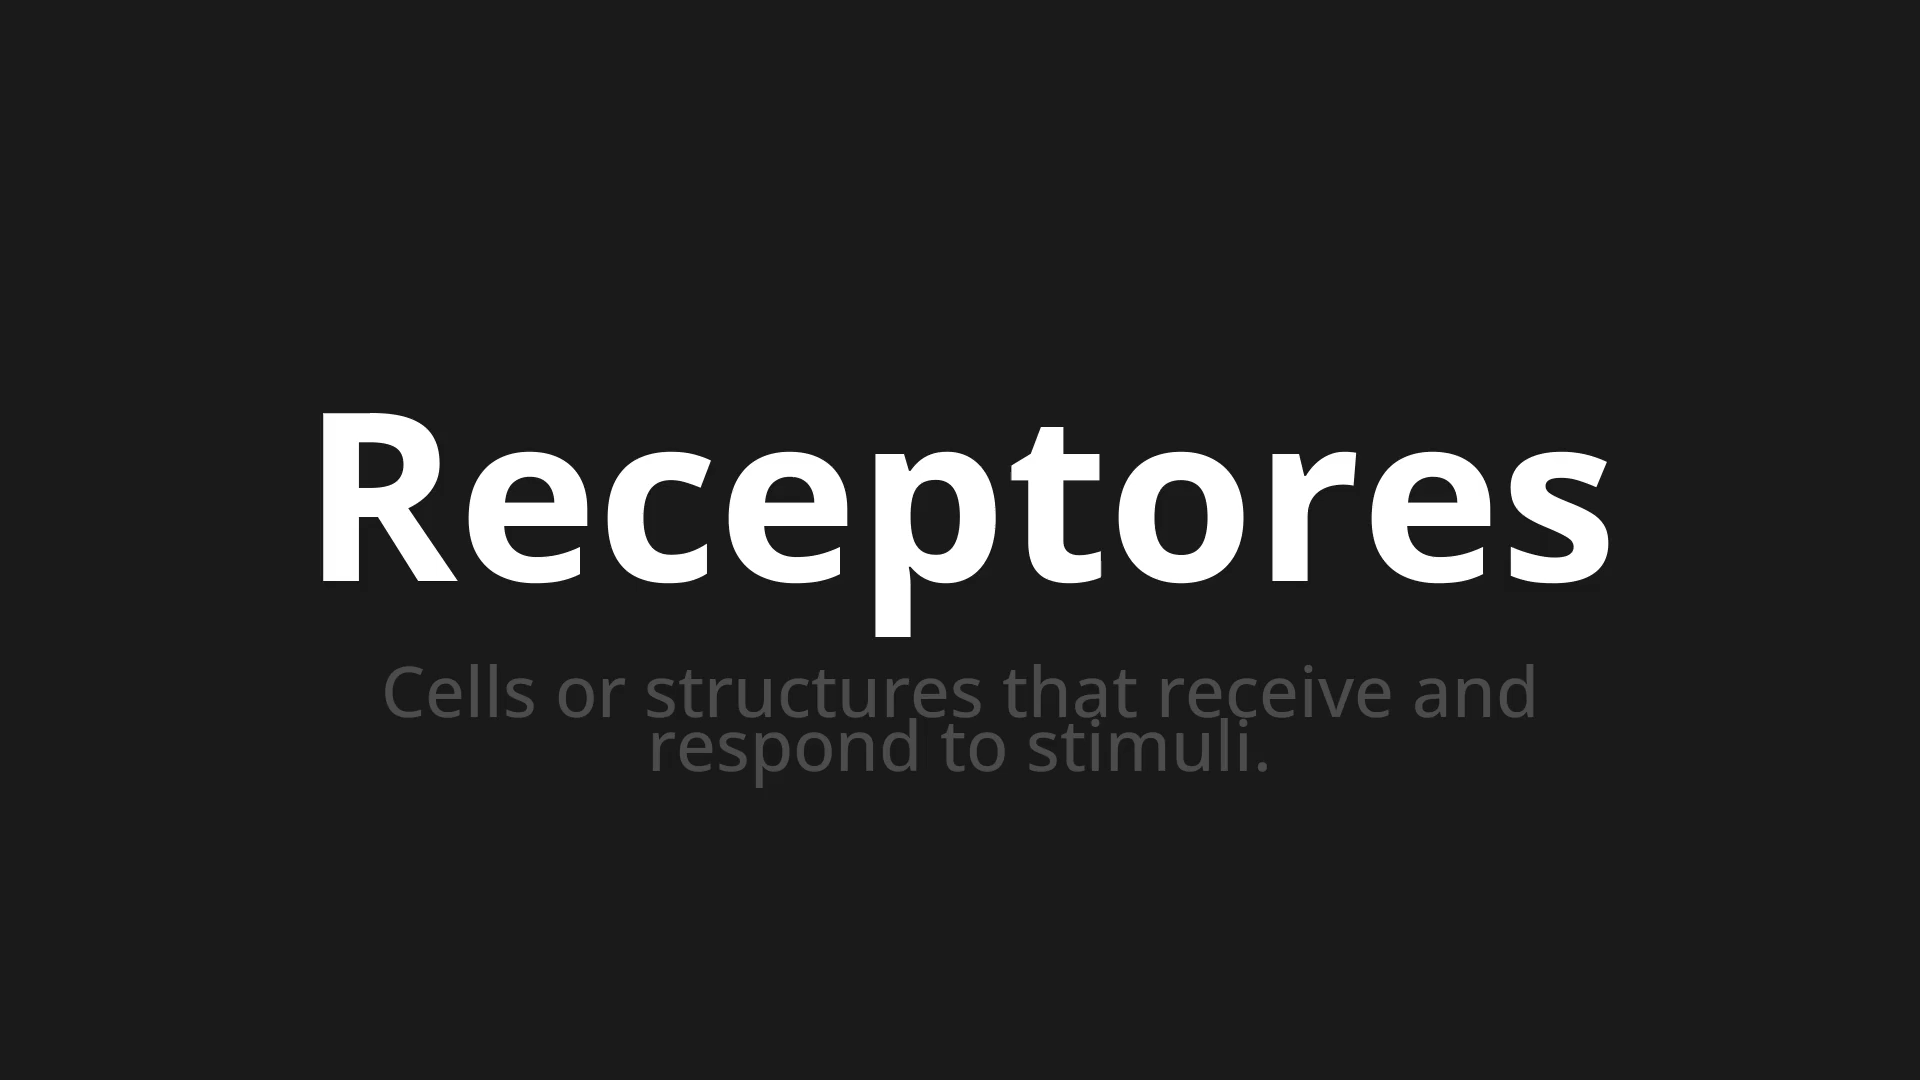 Receptores
Cells or structures that receive and
respond to stimuli.